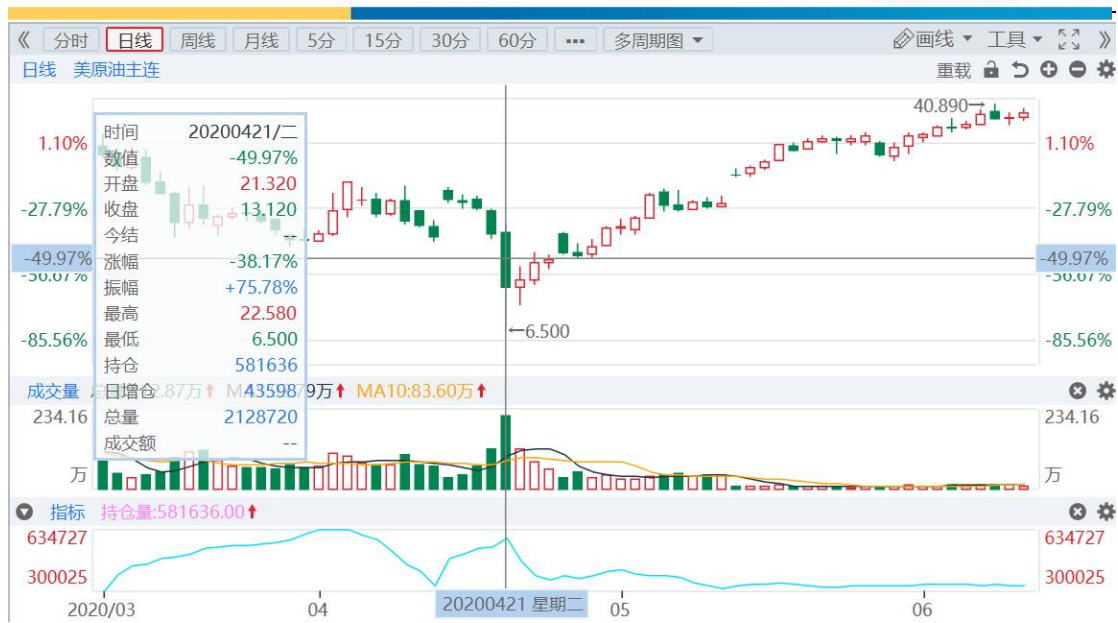 《 分时 日线 周线 月线 5分 15分 30分 60分 ... 多周期图 画线 工具 》
日线 美原油主连 重载
40.890→
1.10% 1.10%
-27.79% -27.79%
-49.97% -49.97%
-56.67% -56.67%
←6.500
-85.56% -85.56%
时间 20200421/二
数值 -49.97%
开盘 21.320
收盘 13.120
今结 --
涨幅 -38.17%
振幅 +75.78%
最高 22.580
最低 6.500
持仓 581636
日增仓 43598
总量 2128720
成交额 --
成交量 2.87万 9万 MA10:83.60万
234.16 234.16
万 万
指标 持仓量:581636.00
634727 634727
300025 300025
2020/03 04 20200421 星期二 05 06